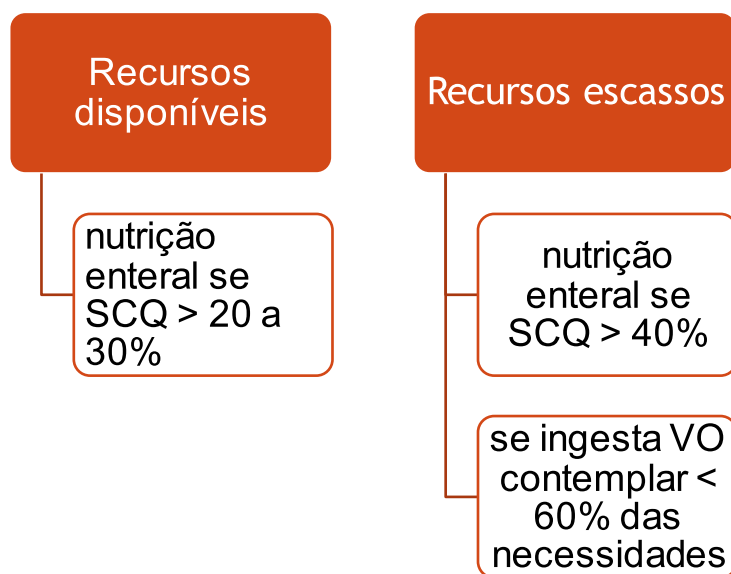 Recursos
disponíveis
nutrição
enteral se
SCQ > 20 a
30%
Recursos escassos
nutrição
enteral se
SCQ > 40%
se ingesta VO
contemplar <
60% das
necessidades